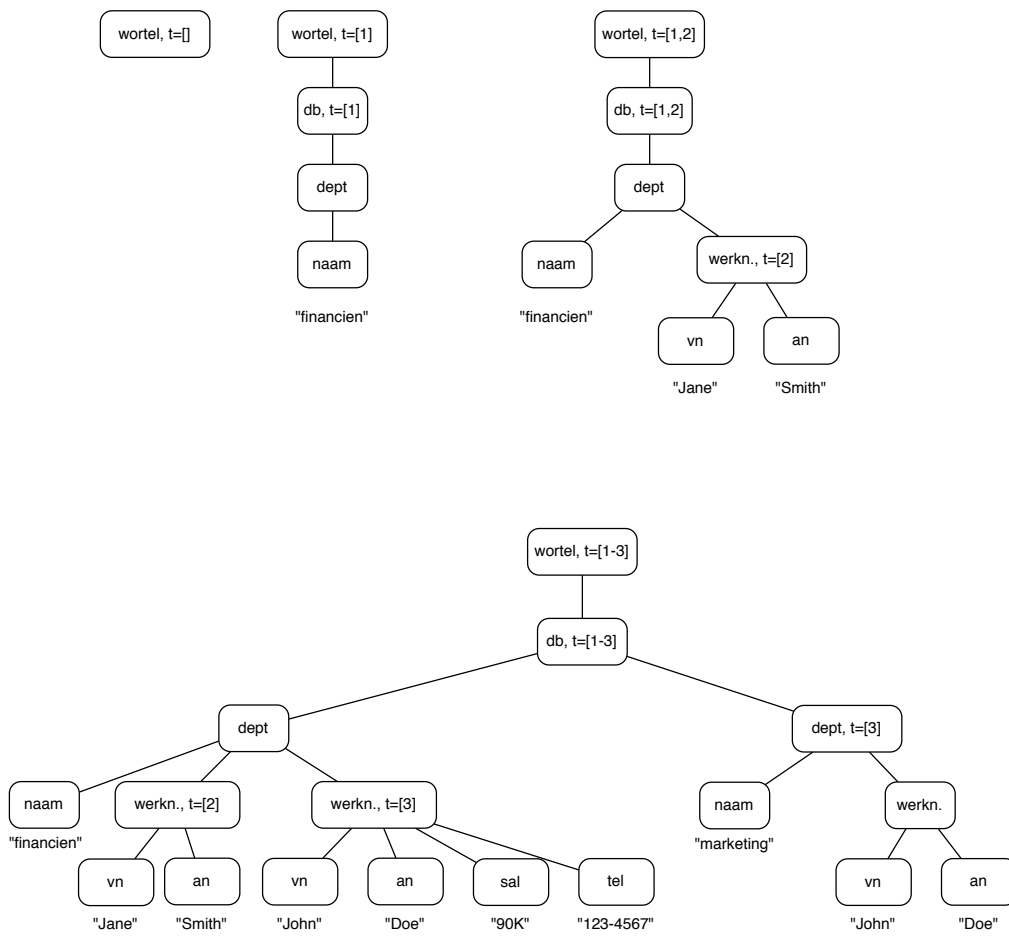 wortel, t=[]
wortel, t=[1]
wortel, t=[1,2]
db, t=[1]
db, t=[1,2]
dept
dept
naam
naam
werkn., t=[2]
"financien"
"financien"
vn
an
"Jane"
"Smith"
wortel, t=[1-3]
db, t=[1-3]
dept
dept, t=[3]
naam
werkn., t=[2]
werkn., t=[3]
naam
werkn.
"financien"
"marketing"
vn
an
vn
an
sal
tel
vn
an
"Jane"
"Smith"
"John"
"Doe"
"90K"
"123-4567"
"John"
"Doe"